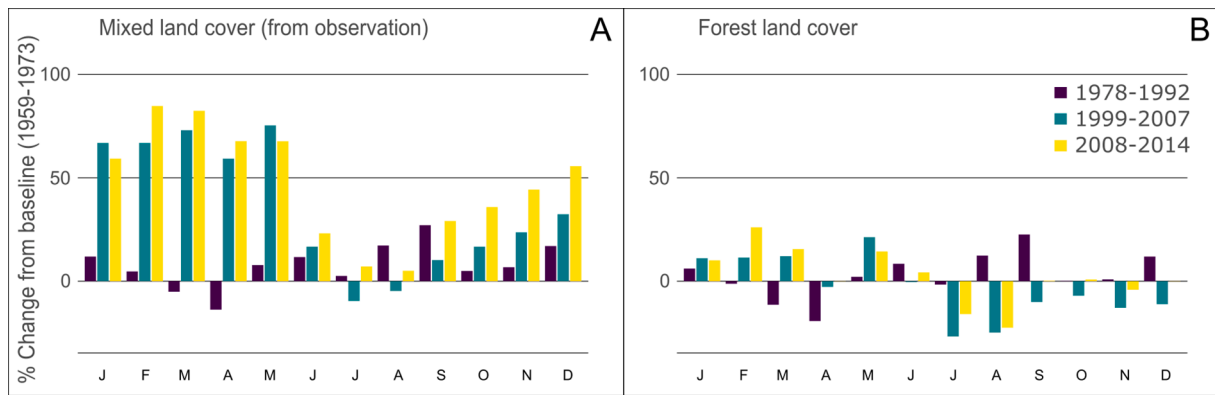 Mixed land cover (from observation)
A
% Change from baseline (1959-1973)
100
50
0
J F M A M J J A S O N D
Forest land cover
B
100
1978-1992
1999-2007
2008-2014
50
0
J F M A M J J A S O N D